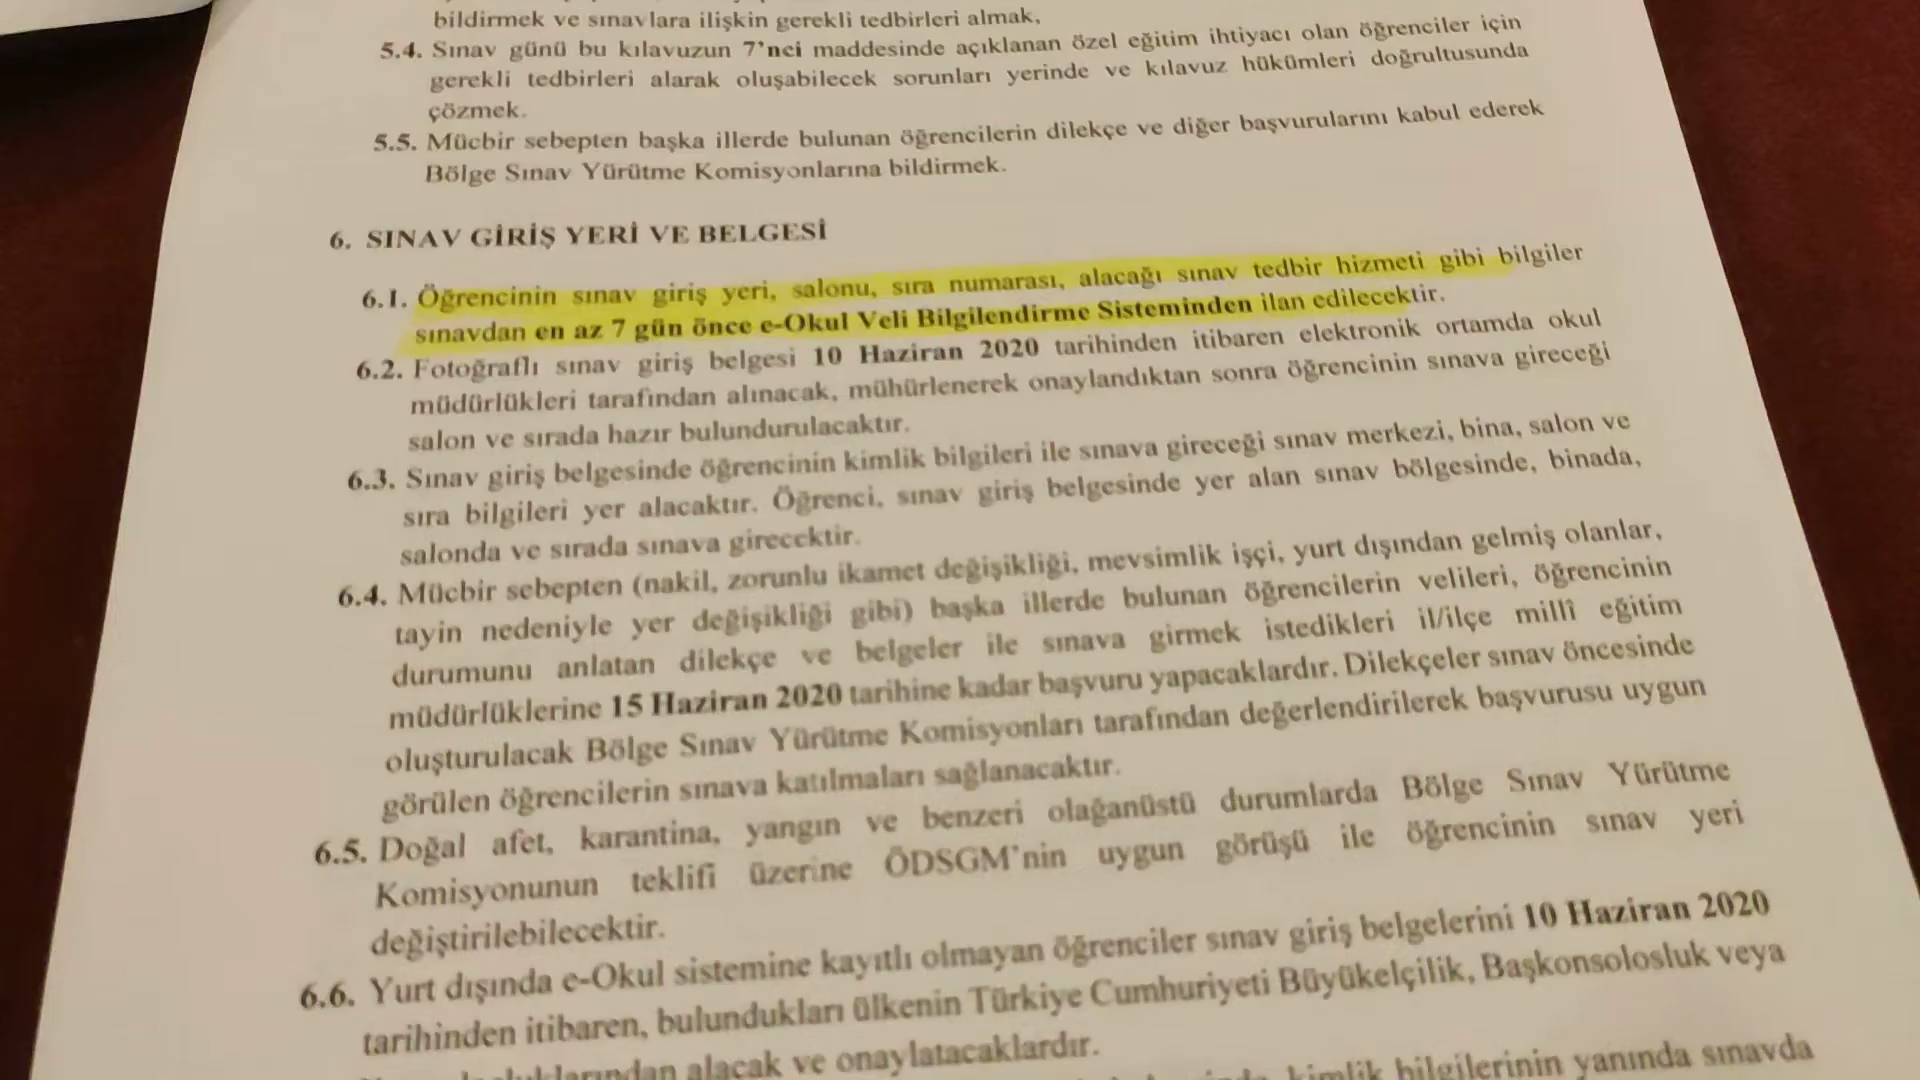 bildirmek ve sınavlara ilişkin gerekli tedbirleri almak,
5.4. Sınav günü bu kılavuzun 7’nci maddesinde açıklanan özel eğitim ihtiyacı olan öğrenciler için
gerekli tedbirleri alarak oluşabilecek sorunları yerinde ve kılavuz hükümleri doğrultusunda
çözmek.
5.5. Mücbir sebepten başka illerde bulunan öğrencilerin dilekçe ve diğer başvurularını kabul ederek
Bölge Sınav Yürütme Komisyonlarına bildirmek.
6. SINAV GİRİŞ YERİ VE BELGESİ
6.1. Öğrencinin sınav giriş yeri, salonu, sıra numarası, alacağı sınav tedbir hizmeti gibi bilgiler
sınavdan en az 7 gün önce e-Okul Veli Bilgilendirme Sisteminden ilan edilecektir.
6.2. Fotoğraflı sınav giriş belgesi 10 Haziran 2020 tarihinden itibaren elektronik ortamda okul
müdürlükleri tarafından alınacak, mühürlenerek onaylandıktan sonra öğrencinin sınava gireceği
salon ve sırada hazır bulundurulacaktır.
6.3. Sınav giriş belgesinde öğrencinin kimlik bilgileri ile sınava gireceği sınav merkezi, bina, salon ve
sıra bilgileri yer alacaktır. Öğrenci, sınav giriş belgesinde yer alan sınav bölgesinde, binada,
salonda ve sırada sınava girecektir.
6.4. Mücbir sebepten (nakil, zorunlu ikamet değişikliği, mevsimlik işçi, yurt dışından gelmiş olanlar,
tayin nedeniyle yer değişikliği gibi) başka illerde bulunan öğrencilerin velileri, öğrencinin
durumunu anlatan dilekçe ve belgeler ile sınava girmek istedikleri il/ilçe millî eğitim
müdürlüklerine 15 Haziran 2020 tarihine kadar başvuru yapacaklardır. Dilekçeler sınav öncesinde
oluşturulacak Bölge Sınav Yürütme Komisyonları tarafından değerlendirilerek başvurusu uygun
görülen öğrencilerin sınava katılmaları sağlanacaktır.
6.5. Doğal afet, karantina, yangın ve benzeri olağanüstü durumlarda Bölge Sınav Yürütme
Komisyonunun teklifi üzerine ÖDSGM’nin uygun görüşü ile öğrencinin sınav yeri
değiştirilebilecektir.
6.6. Yurt dışında e-Okul sistemine kayıtlı olmayan öğrenciler sınav giriş belgelerini 10 Haziran 2020
tarihinden itibaren, bulundukları ülkenin Türkiye Cumhuriyeti Büyükelçilik, Başkonsolosluk veya
alacak ve onaylatacaklardır.
kimlik bilgilerinin yanında sınavda